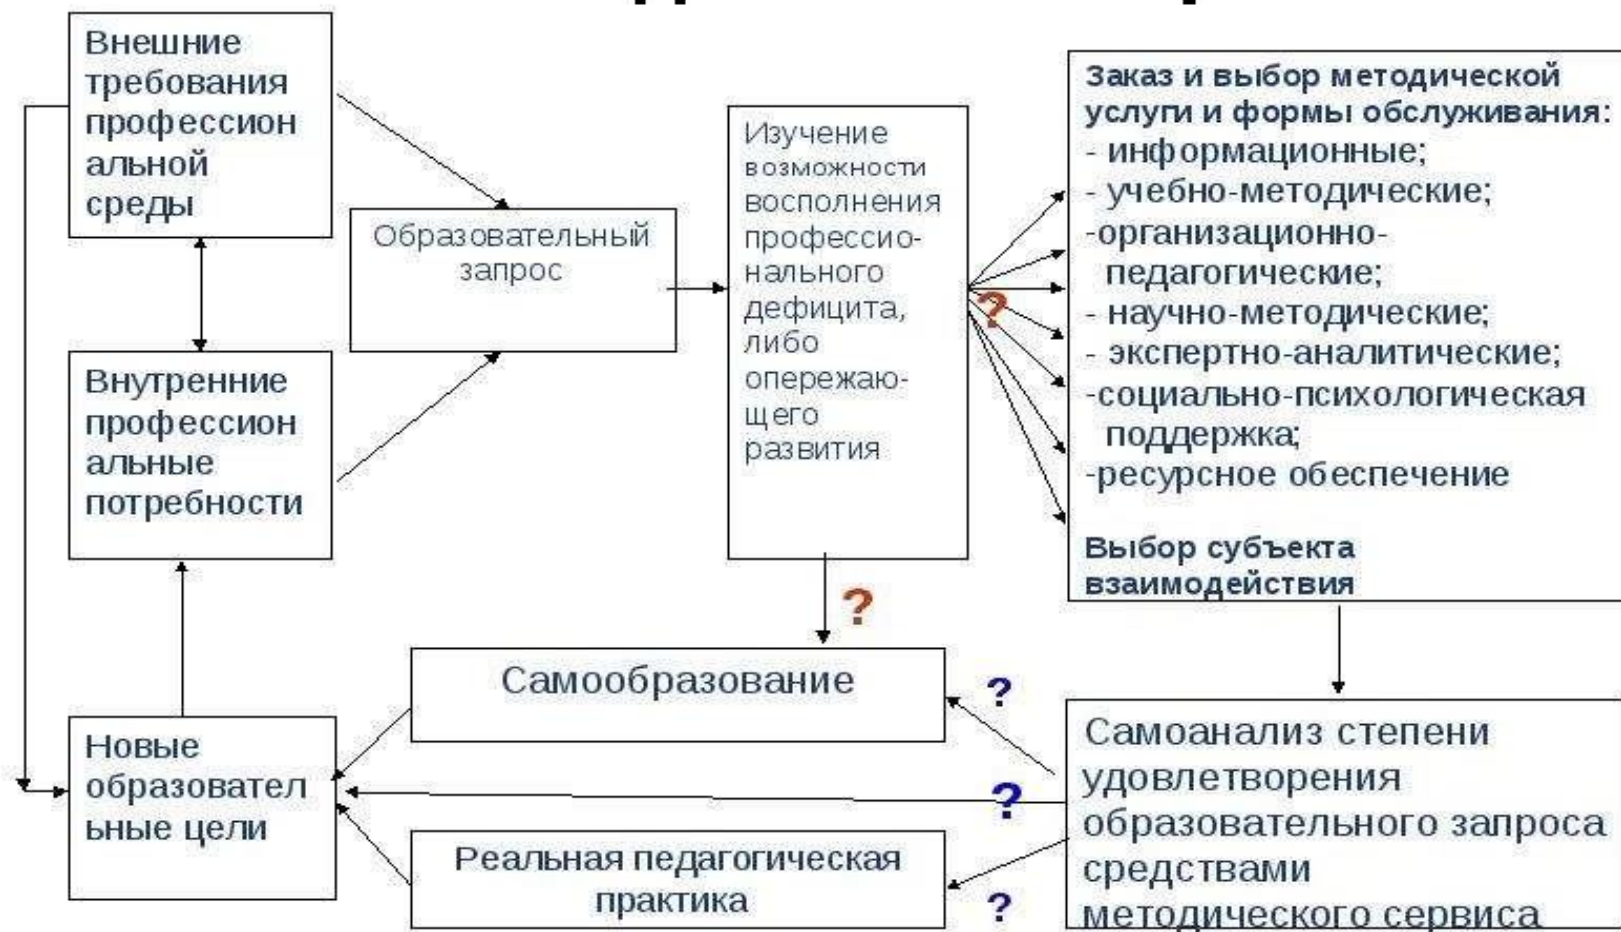 Внешние
требования
профессион
альной
среды
Образовательный
запрос
Внутренние
профессион
альные
потребности
Изучение
возможности
восполнения
профессио-
нального
дефицита,
либо
опережаю-
щего
развития
?
Заказ и выбор методической
услуги и формы обслуживания:
- информационные;
- учебно-методические;
-организационно-
педагогические;
- научно-методические;
- экспертно-аналитические;
-социально-психологическая
поддержка;
-ресурсное обеспечение
Выбор субъекта
взаимодействия
?
Самообразование
?
Новые
образовател
ьные цели
?
Реальная педагогическая
практика
?
Самоанализ степени
удовлетворения
образовательного запроса
средствами
методического сервиса